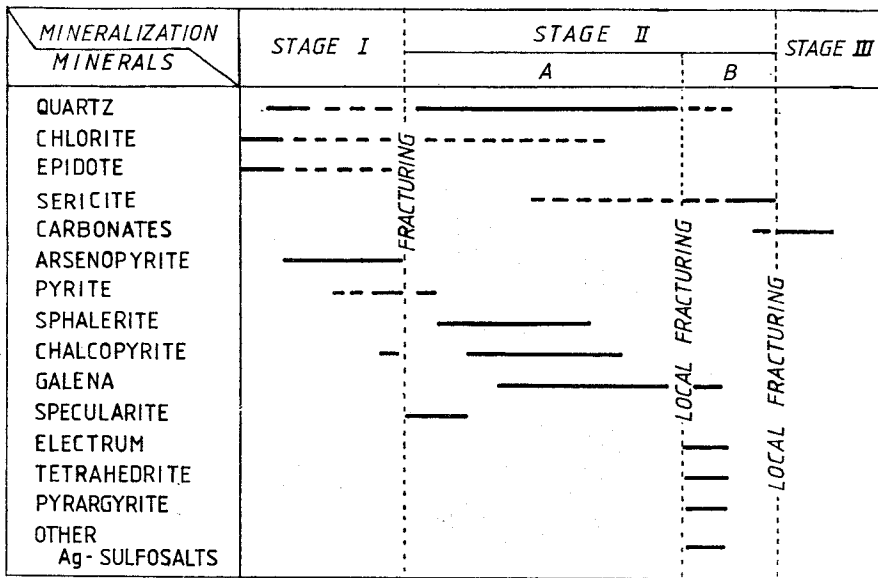 MINERALIZATION
MINERALS
STAGE I
STAGE II
A
B
STAGE III
QUARTZ
CHLORITE
EPIDOTE
SERICITE
CARBONATES
ARSENOPYRITE
PYRITE
SPHALERITE
CHALCOPYRITE
GALENA
SPECULARITE
ELECTRUM
TETRAHEDRITE
PYRARGYRITE
OTHER
Ag-SULFOSALTS
FRACTURING
LOCAL FRACTURING
LOCAL FRACTURING